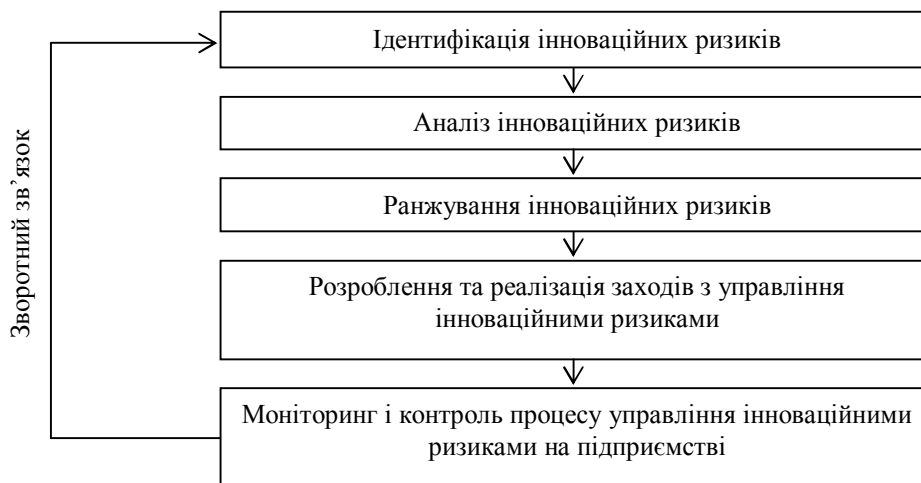 Ідентифікація інноваційних ризиків
Аналіз інноваційних ризиків
Ранжування інноваційних ризиків
Розроблення та реалізація заходів з управління
інноваційними ризиками
Моніторинг і контроль процесу управління інноваційними
ризиками на підприємстві
Зворотний зв’язок